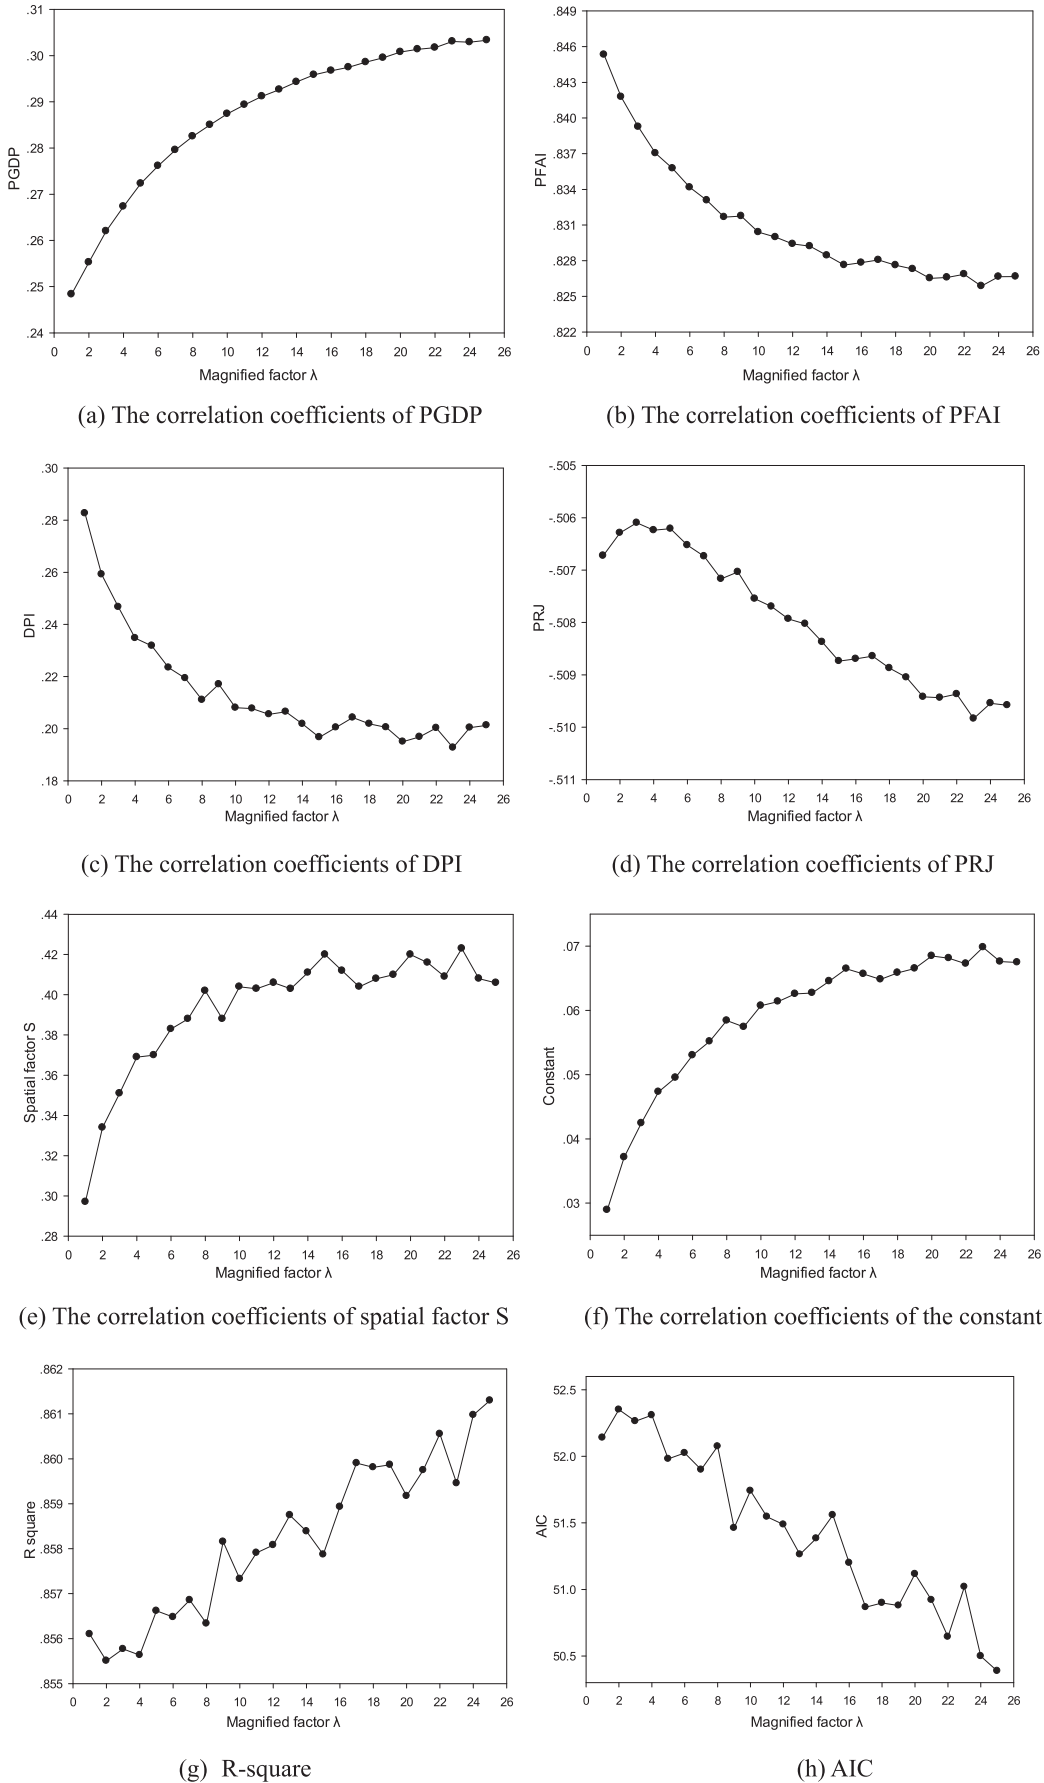 .31
.30
.29
.28
.27
.26
.25
.24
PGDP
0 2 4 6 8 10 12 14 16 18 20 22 24 26
Magnified factor λ
(a) The correlation coefficients of PGDP
.849
.846
.843
.840
.837
.834
.831
.828
.825
.822
PFAI
0 2 4 6 8 10 12 14 16 18 20 22 24 26
Magnified factor λ
(b) The correlation coefficients of PFAI
.30
.28
.26
.24
.22
.20
.18
DPI
0 2 4 6 8 10 12 14 16 18 20 22 24 26
Magnified factor λ
(c) The correlation coefficients of DPI
-.505
-.506
-.507
-.508
-.509
-.510
-.511
PRJ
0 2 4 6 8 10 12 14 16 18 20 22 24 26
Magnified factor λ
(d) The correlation coefficients of PRJ
.44
.42
.40
.38
.36
.34
.32
.30
.28
Spatial factor S
0 2 4 6 8 10 12 14 16 18 20 22 24 26
Magnified factor λ
(e) The correlation coefficients of spatial factor S
.07
.06
.05
.04
.03
Constant
0 2 4 6 8 10 12 14 16 18 20 22 24 26
Magnified factor λ
(f) The correlation coefficients of the constant
.862
.861
.860
.859
.858
.857
.856
.855
R square
0 2 4 6 8 10 12 14 16 18 20 22 24 26
Magnified factor λ
(g) R-square
52.5
52.0
51.5
51.0
50.5
AIC
0 2 4 6 8 10 12 14 16 18 20 22 24 26
Magnified factor λ
(h) AIC